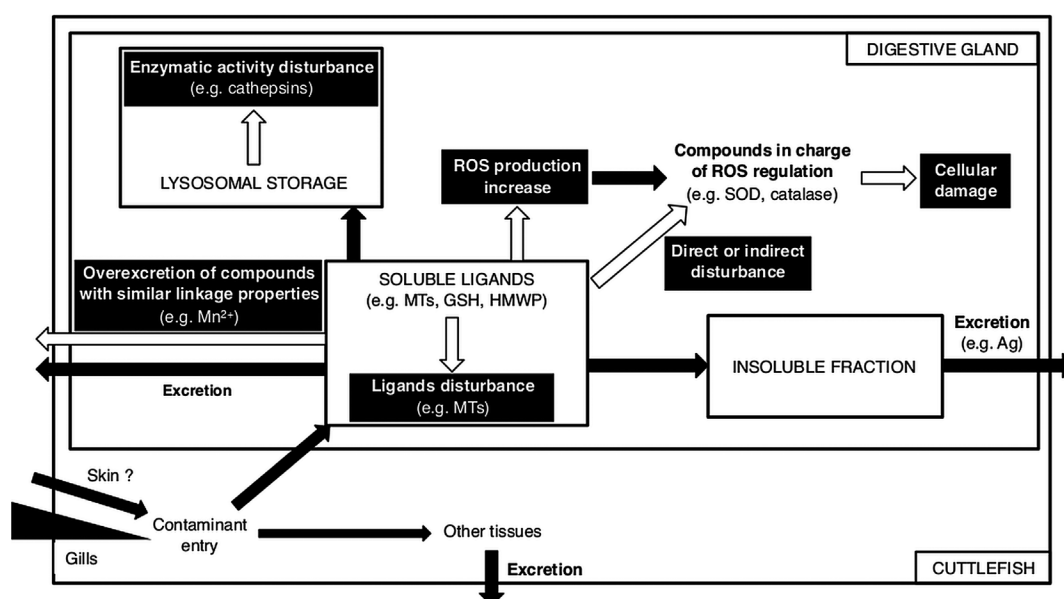 DIGESTIVE GLAND
Enzymatic activity disturbance
(e.g. cathepsins)
LYSOSOMAL STORAGE
ROS production
increase
Compounds in charge
of ROS regulation
(e.g. SOD, catalase)
Cellular
damage
Direct or indirect
disturbance
Overexcretion of compounds
with similar linkage properties
(e.g. Mn²⁺)
SOLUBLE LIGANDS
(e.g. MTs, GSH, HMWP)
Ligands disturbance
(e.g. MTs)
Excretion
INSOLUBLE FRACTION
Excretion
(e.g. Ag)
Skin ?
Contaminant
entry
Gills
Other tissues
Excretion
CUTTLEFISH